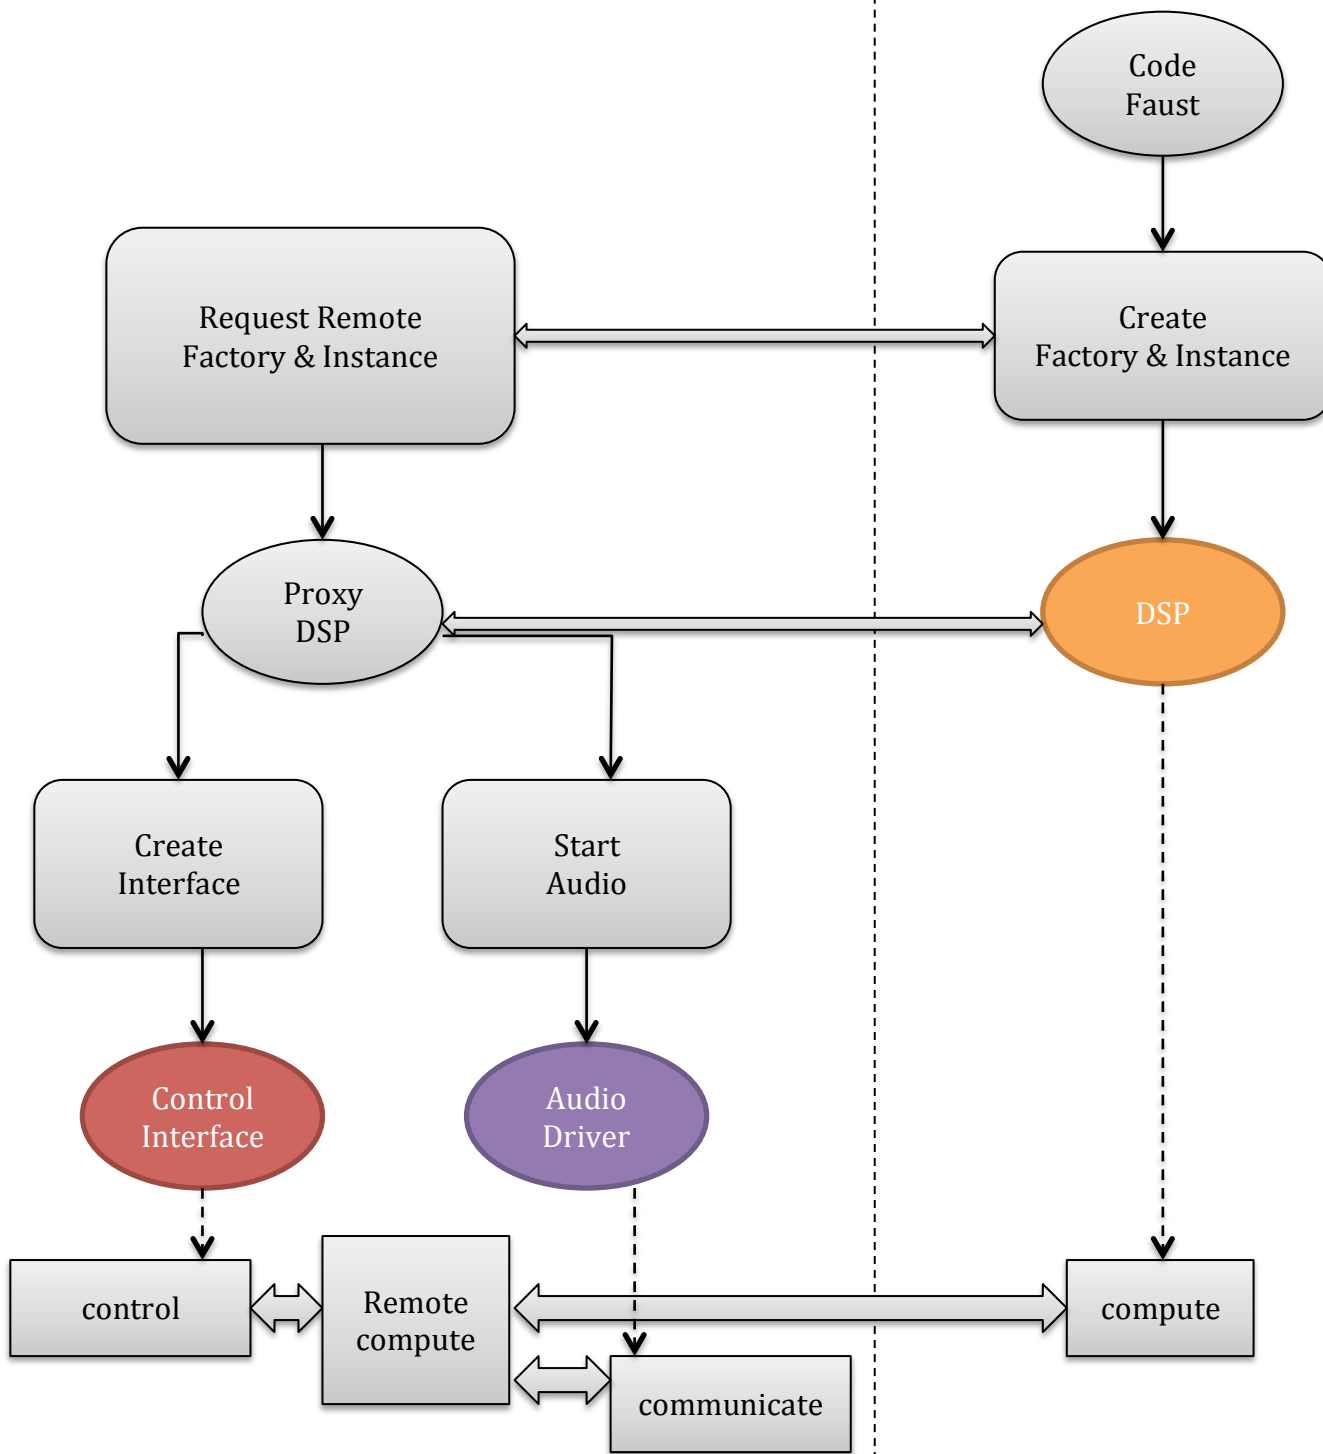 Code
Faust
Request Remote
Factory & Instance
Create
Factory & Instance
Proxy
DSP
DSP
Create
Interface
Start
Audio
Control
Interface
Audio
Driver
control
Remote
compute
compute
communicate